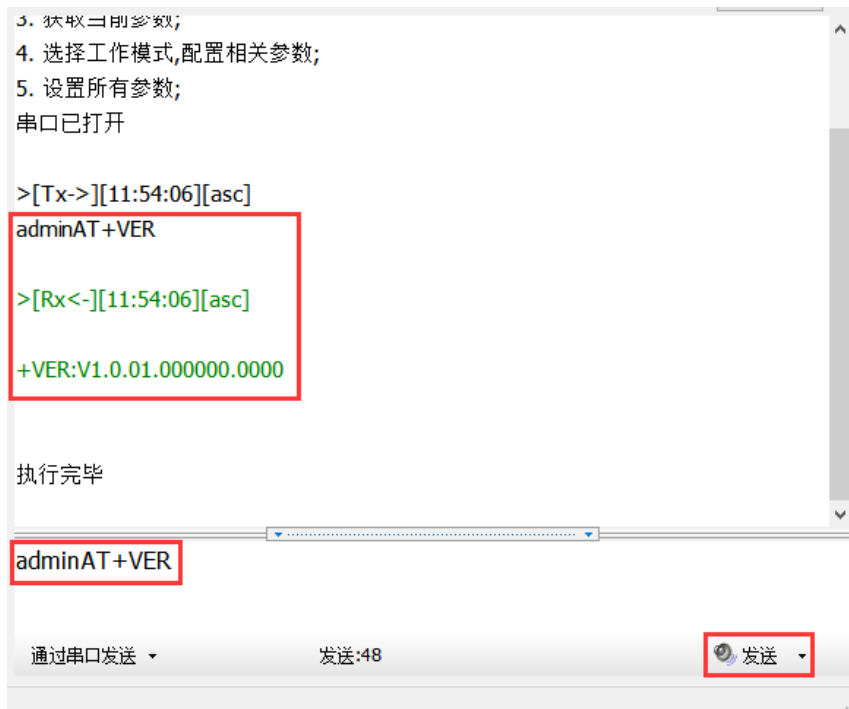 3. 获取当前参数;
4. 选择工作模式,配置相关参数;
5. 设置所有参数;
串口已打开
>[Tx->][11:54:06][asc]
adminAT+VER
>[Rx<-][11:54:06][asc]
+VER:V1.0.01.000000.0000
执行完毕
adminAT+VER
通过串口发送 发送:48 发送